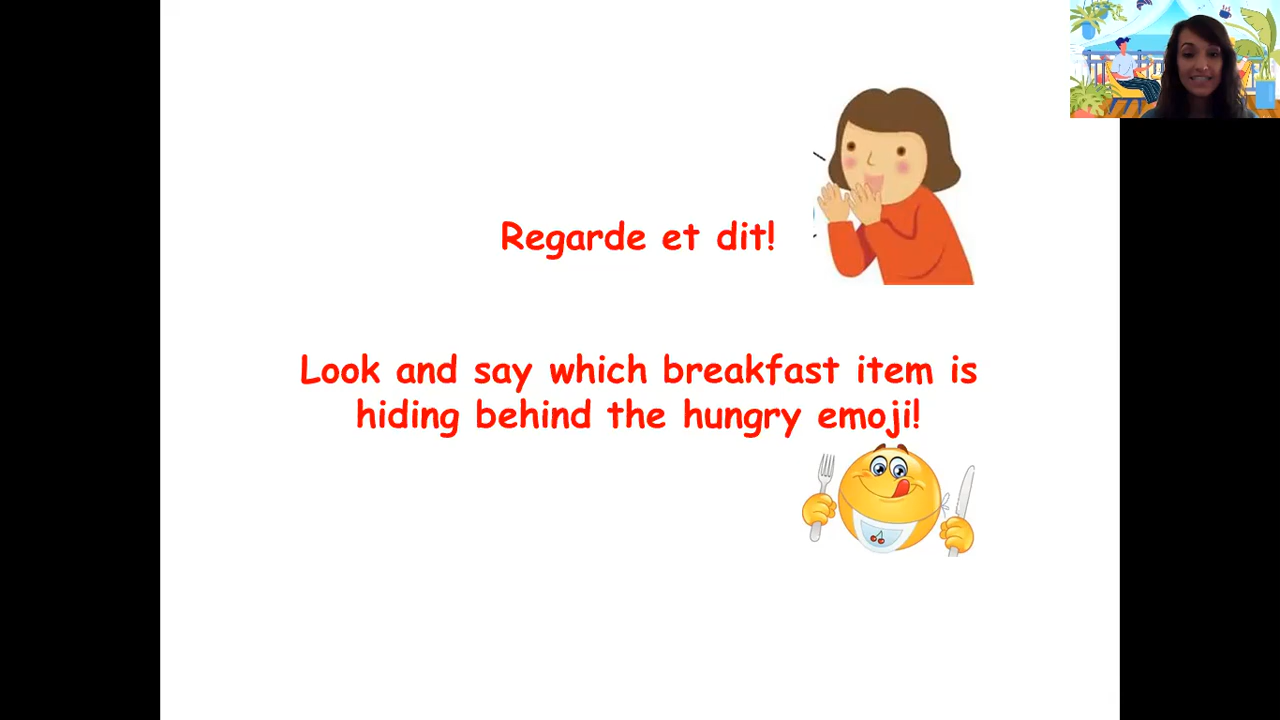 Regarde et dit!
Look and say which breakfast item is
hiding behind the hungry emoji!